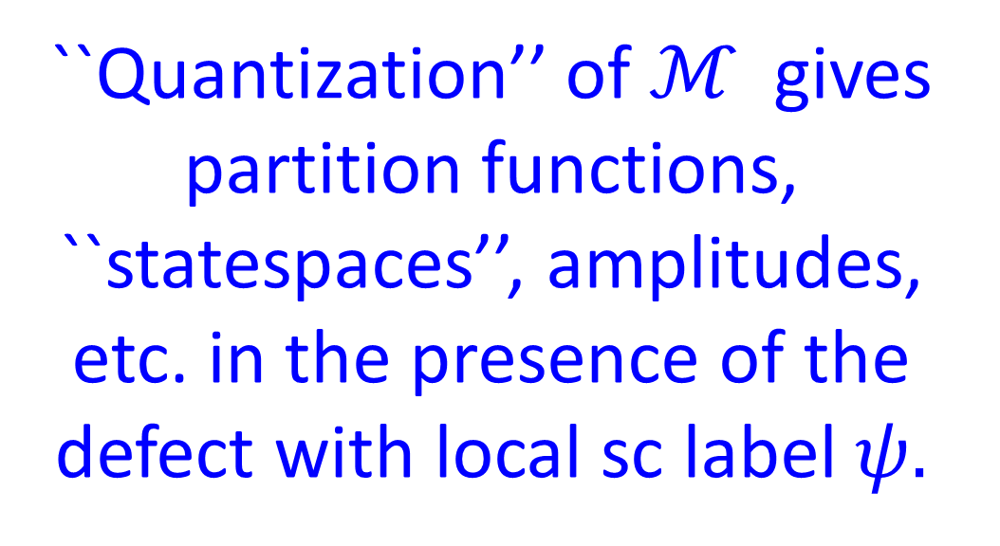 ``Quantization’’ of ℳ gives
partition functions,
``statespaces’’, amplitudes,
etc. in the presence of the
defect with local sc label 𝜓.